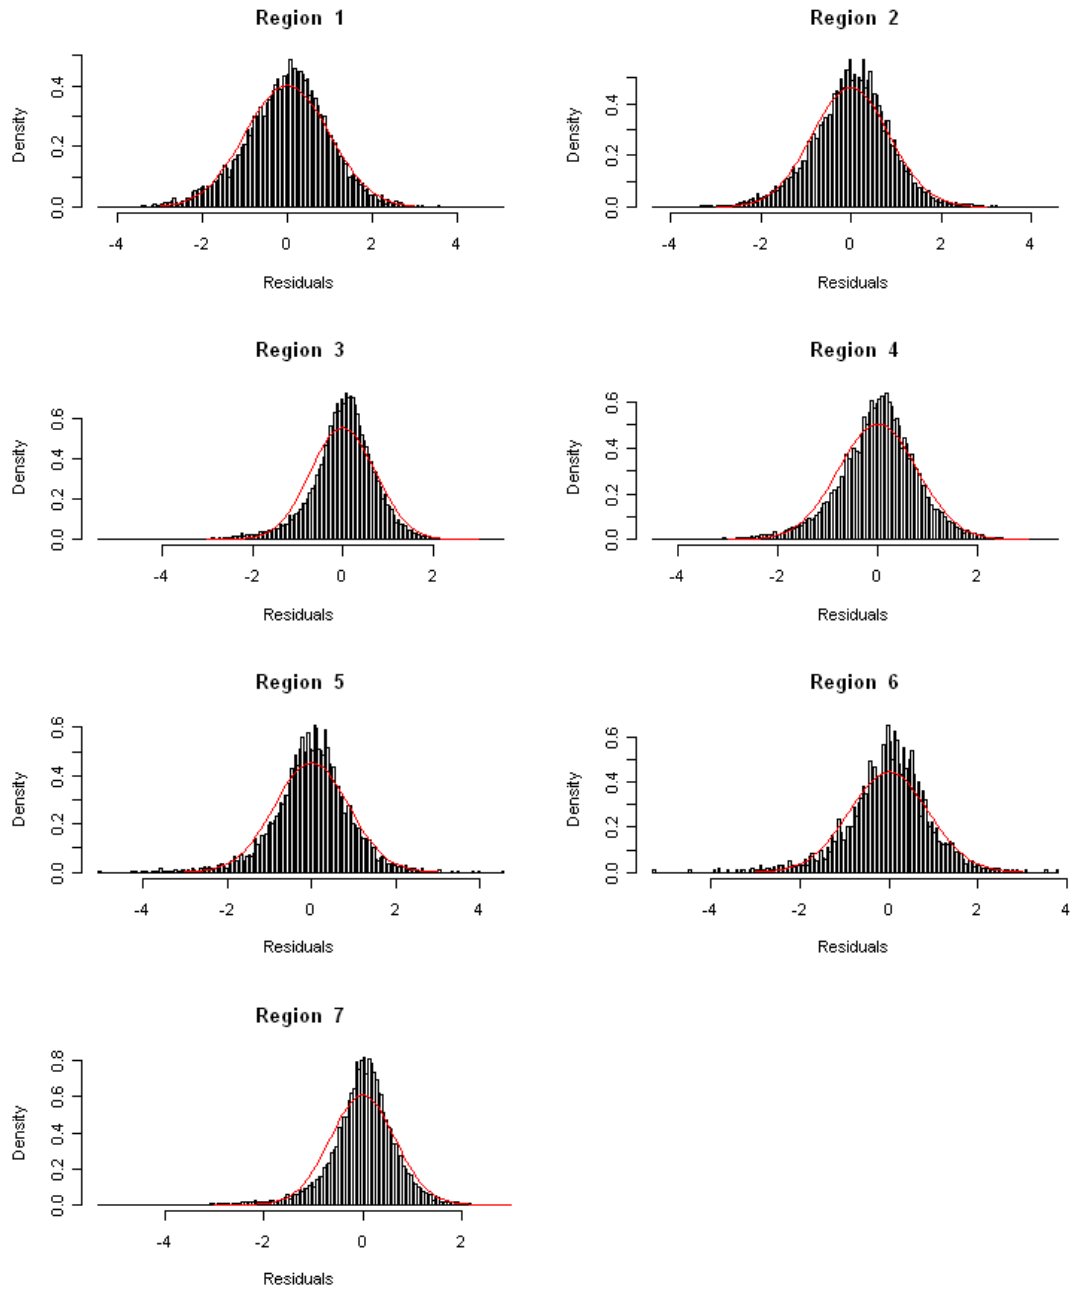 Region 1
Density
0.0 0.2 0.4
-4 -2 0 2 4
Residuals
Region 2
Density
0.0 0.2 0.4
-4 -2 0 2 4
Residuals
Region 3
Density
0.0 0.2 0.4 0.6
-4 -2 0 2
Residuals
Region 4
Density
0.0 0.2 0.4 0.6
-4 -2 0 2
Residuals
Region 5
Density
0.0 0.2 0.4 0.6
-4 -2 0 2 4
Residuals
Region 6
Density
0.0 0.2 0.4 0.6
-4 -2 0 2 4
Residuals
Region 7
Density
0.0 0.2 0.4 0.6 0.8
-4 -2 0 2
Residuals